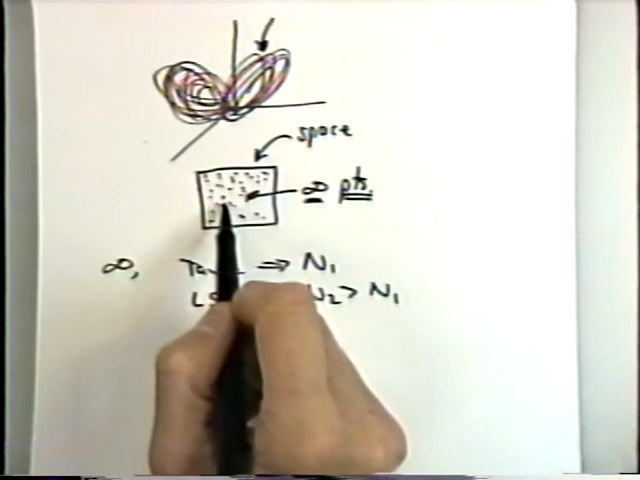 space
∞ pts.
∞, ⇒ N₁
N₂ > N₁